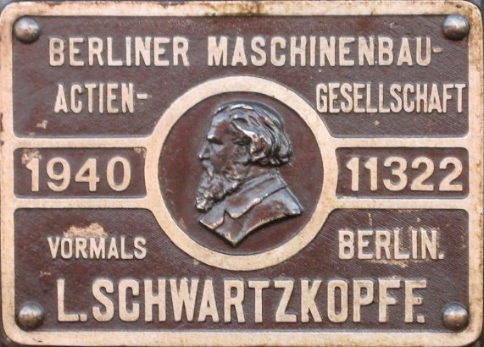 BERLINER MASCHINENBAU-
ACTIEN- GESELLSCHAFT
1940 11322
VORMALS BERLIN.
L.SCHWARTZKOPFF.